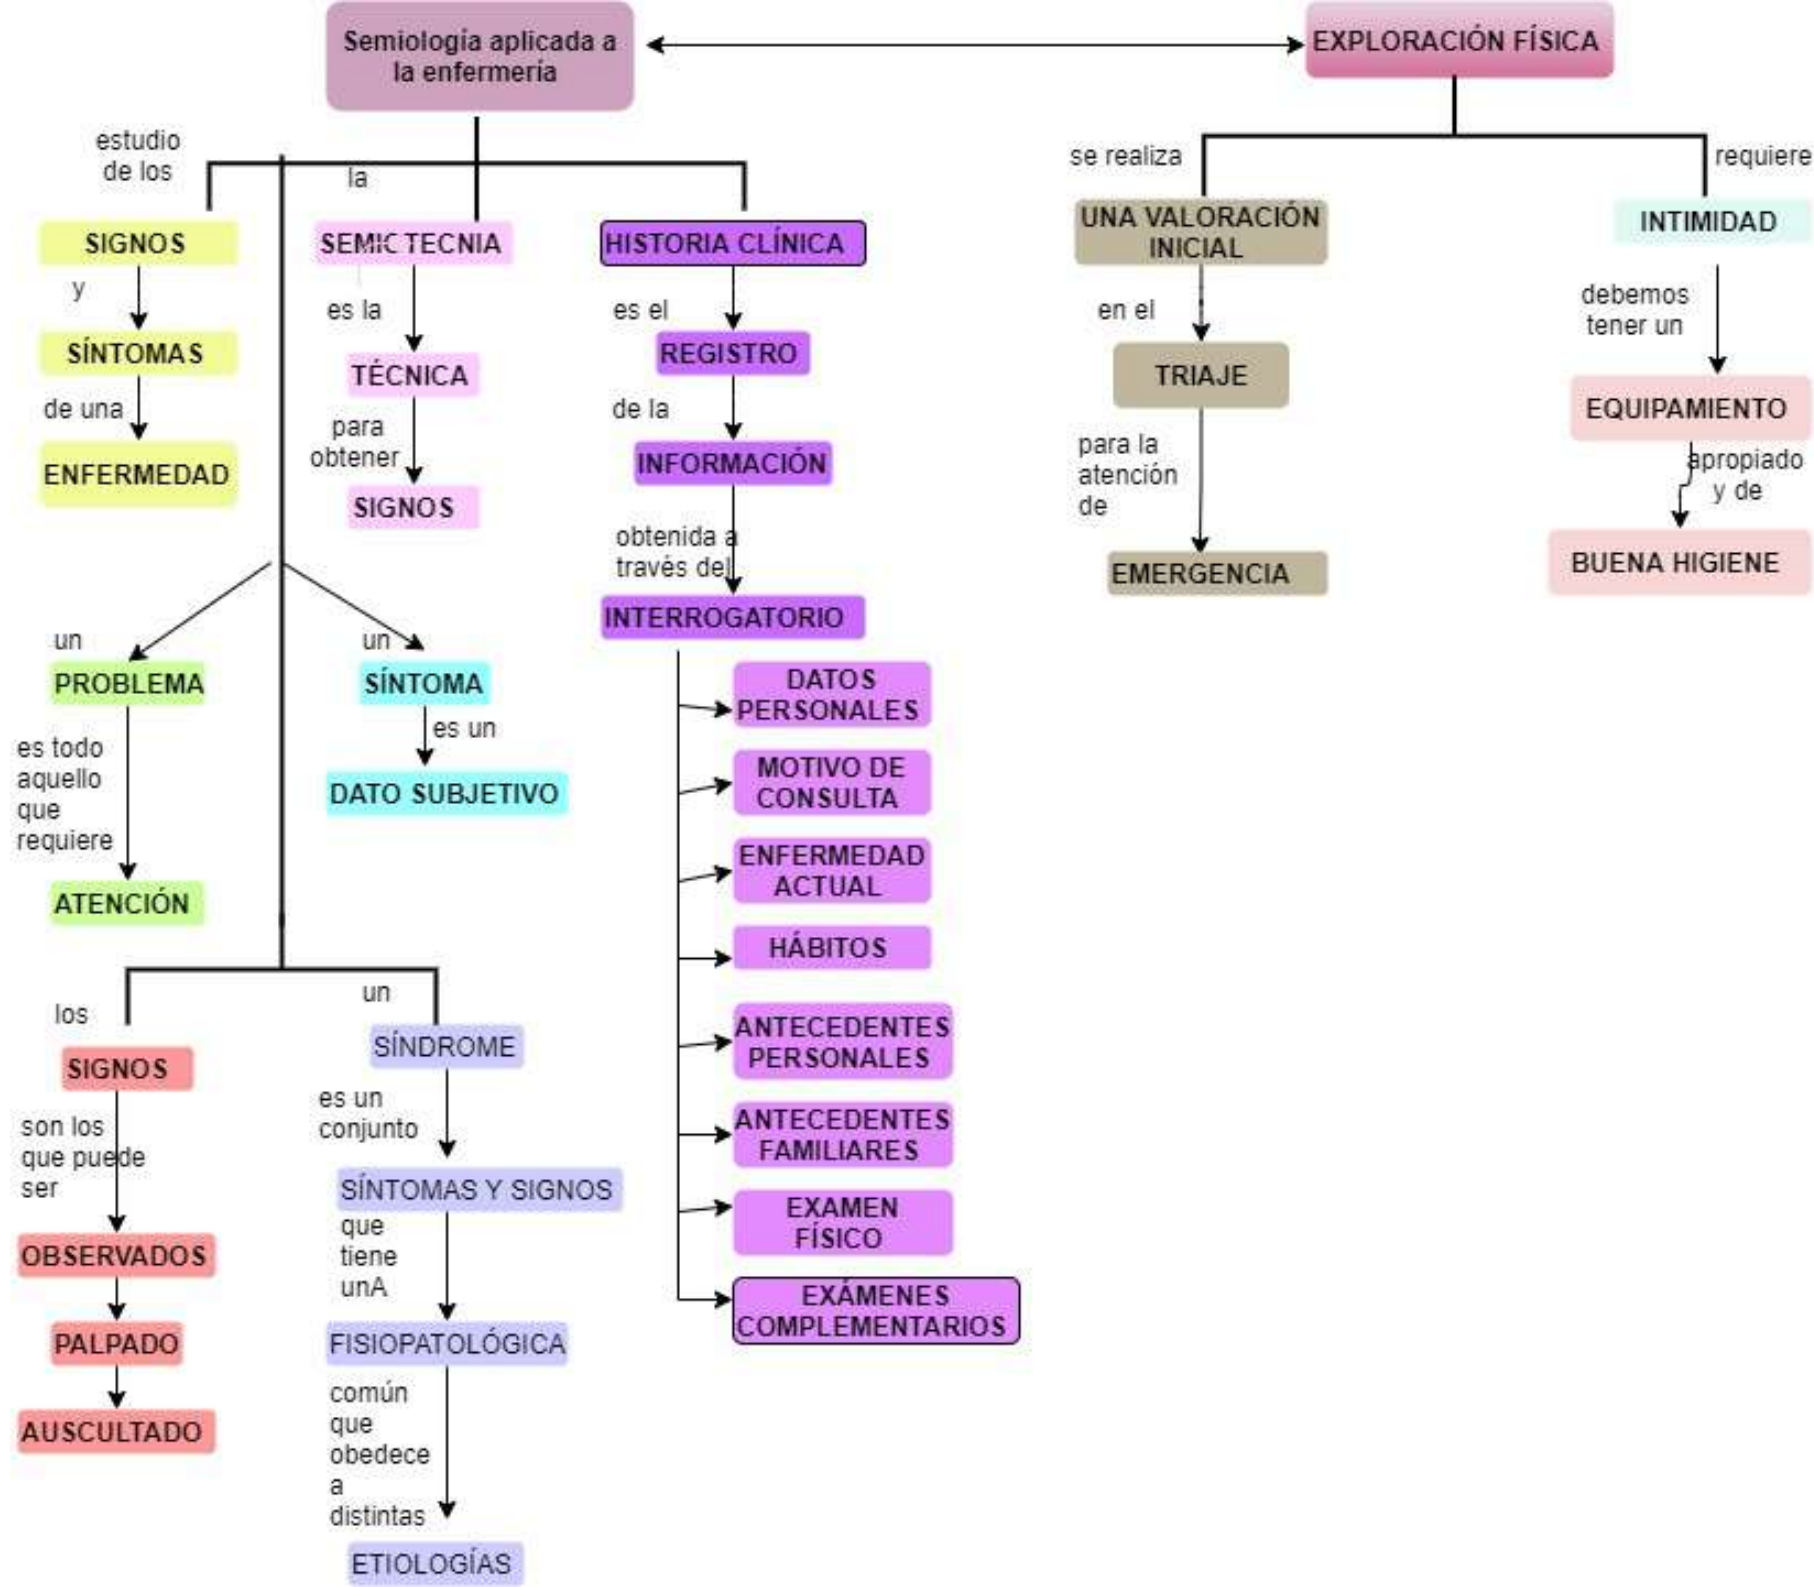 Semiología aplicada a
la enfermería
EXPLORACIÓN FÍSICA
estudio
de los
la
SIGNOS
y
SÍNTOMAS
de una
ENFERMEDAD
SEMIC TECNIA
es la
TÉCNICA
para
obtener
SIGNOS
HISTORIA CLÍNICA
es el
REGISTRO
de la
INFORMACIÓN
obtenida a
través del
INTERROGATORIO
DATOS
PERSONALES
MOTIVO DE
CONSULTA
ENFERMEDAD
ACTUAL
HÁBITOS
ANTECEDENTES
PERSONALES
ANTECEDENTES
FAMILIARES
EXAMEN
FÍSICO
EXÁMENES
COMPLEMENTARIOS
un
PROBLEMA
es todo
aquello
que
requiere
ATENCIÓN
un
SÍNTOMA
es un
DATO SUBJETIVO
los
SIGNOS
son los
que puede
ser
OBSERVADOS
PALPADO
AUSCULTADO
un
SÍNDROME
es un
conjunto
SÍNTOMAS Y SIGNOS
que
tiene
unA
FISIOPATOLÓGICA
común
que
obedece
a
distintas
ETIOLOGÍAS
se realiza
UNA VALORACIÓN
INICIAL
en el
TRIAJE
para la
atención
de
EMERGENCIA
requiere
INTIMIDAD
debemos
tener un
EQUIPAMIENTO
apropiado
y de
BUENA HIGIENE